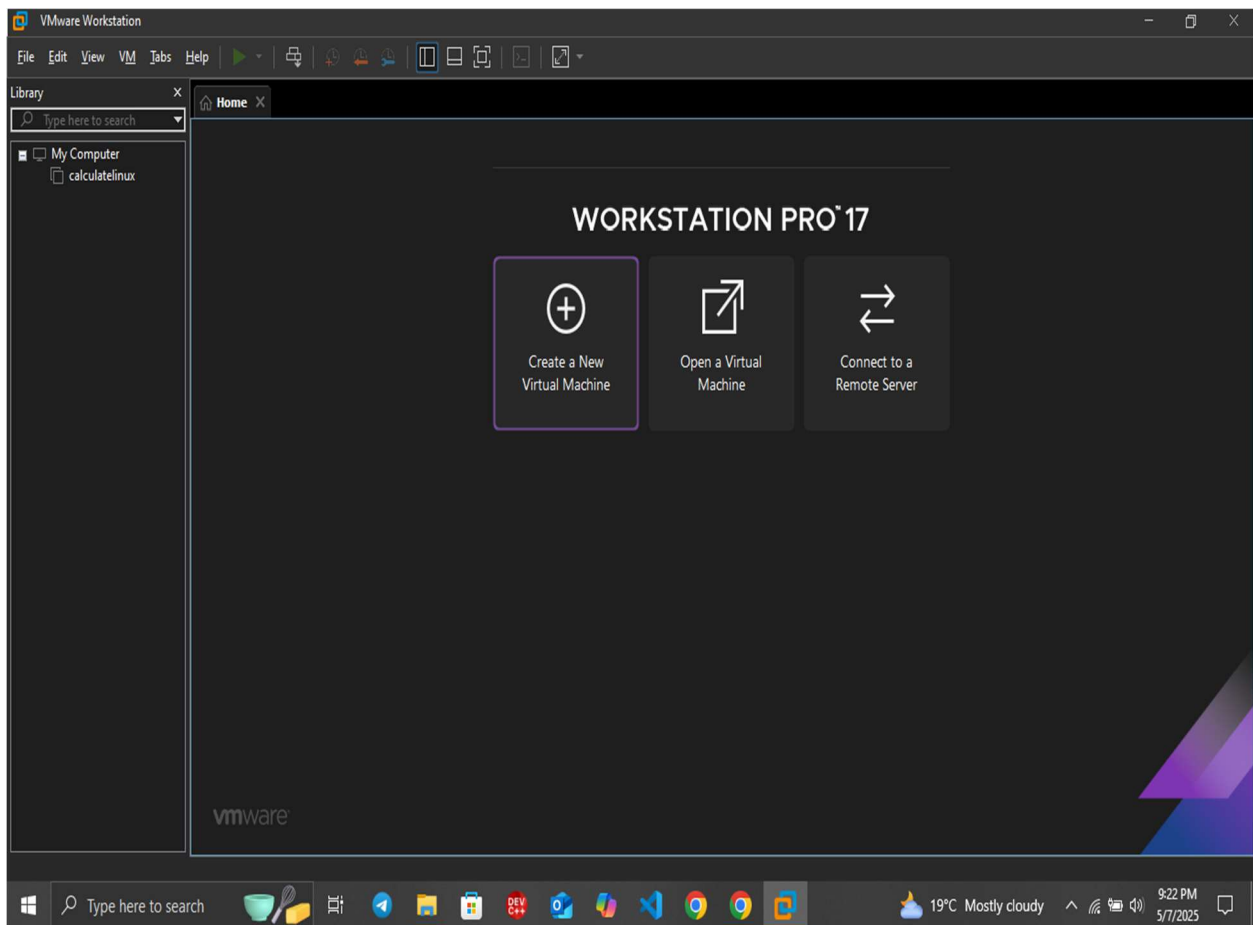 VMware Workstation
File Edit View VM Tabs Help
Library
Home
Type here to search
My Computer
calculatelinux
WORKSTATION PRO™ 17
Create a New
Virtual Machine
Open a Virtual
Machine
Connect to a
Remote Server
vmware
Type here to search
DEV
C++
19°C Mostly cloudy
9:22 PM
5/7/2025